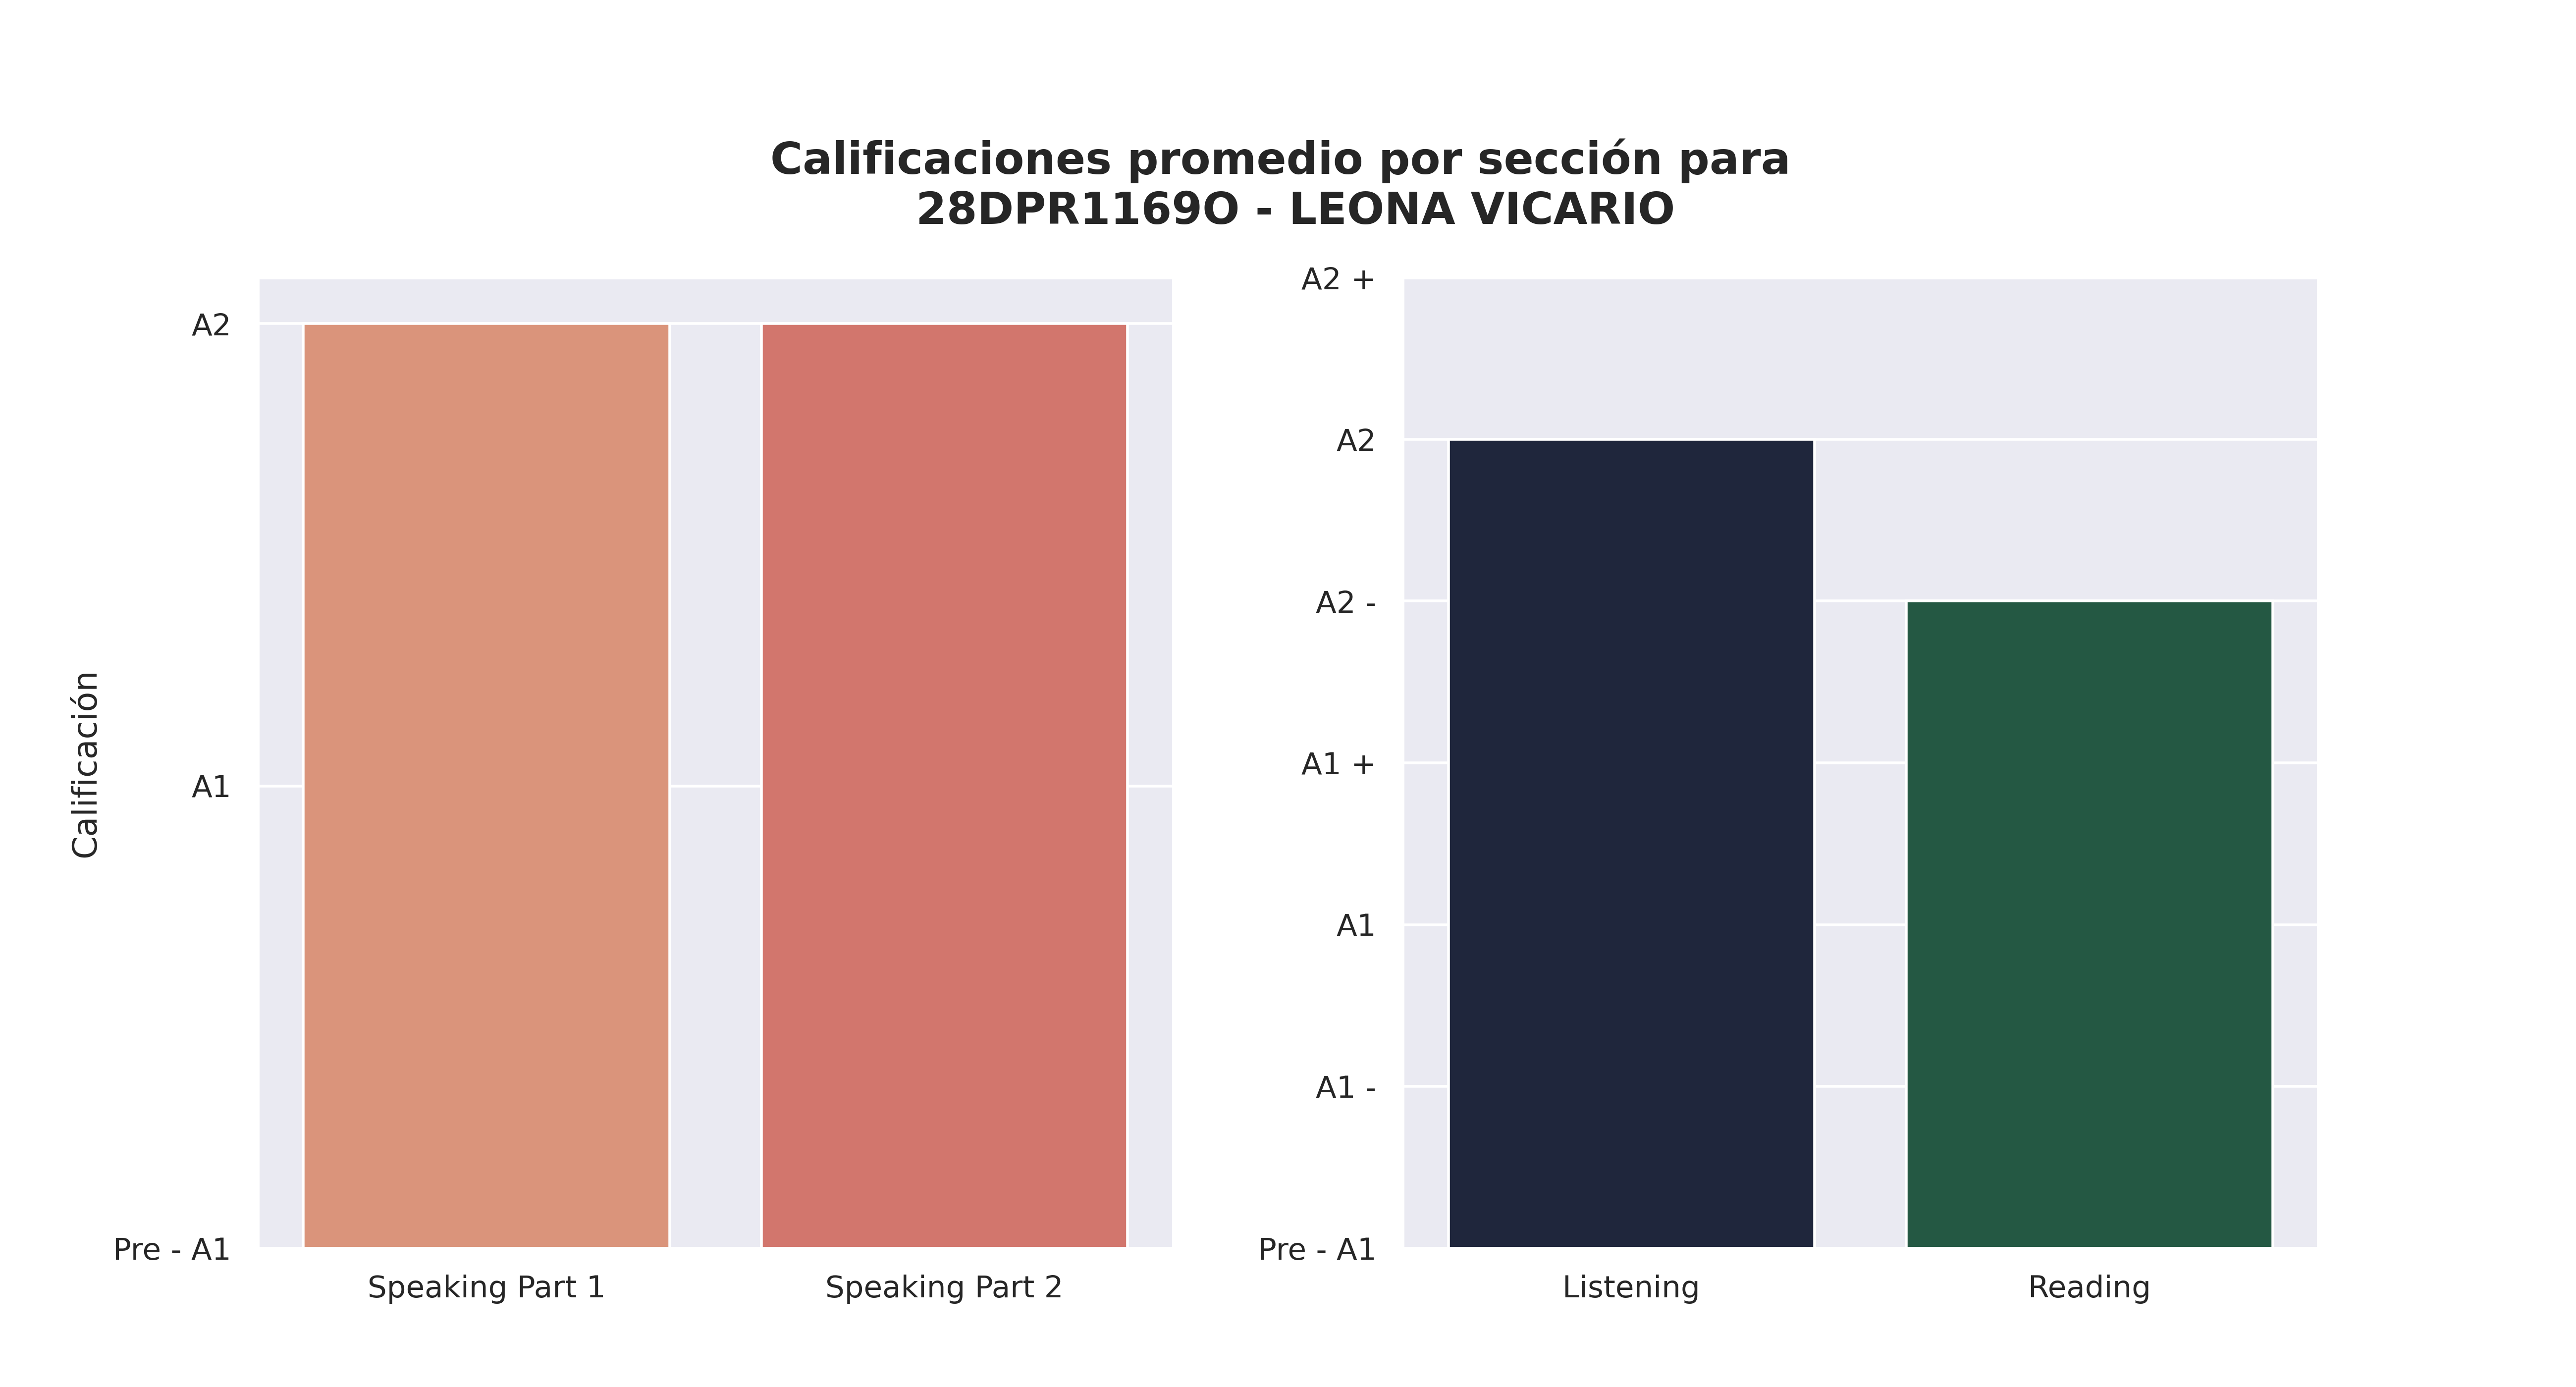 Calificaciones promedio por sección para
28DPR1169O - LEONA VICARIO
Calificación
A2
A1
Pre - A1
Speaking Part 1
Speaking Part 2
A2 +
A2
A2 -
A1 +
A1
A1 -
Pre - A1
Listening
Reading